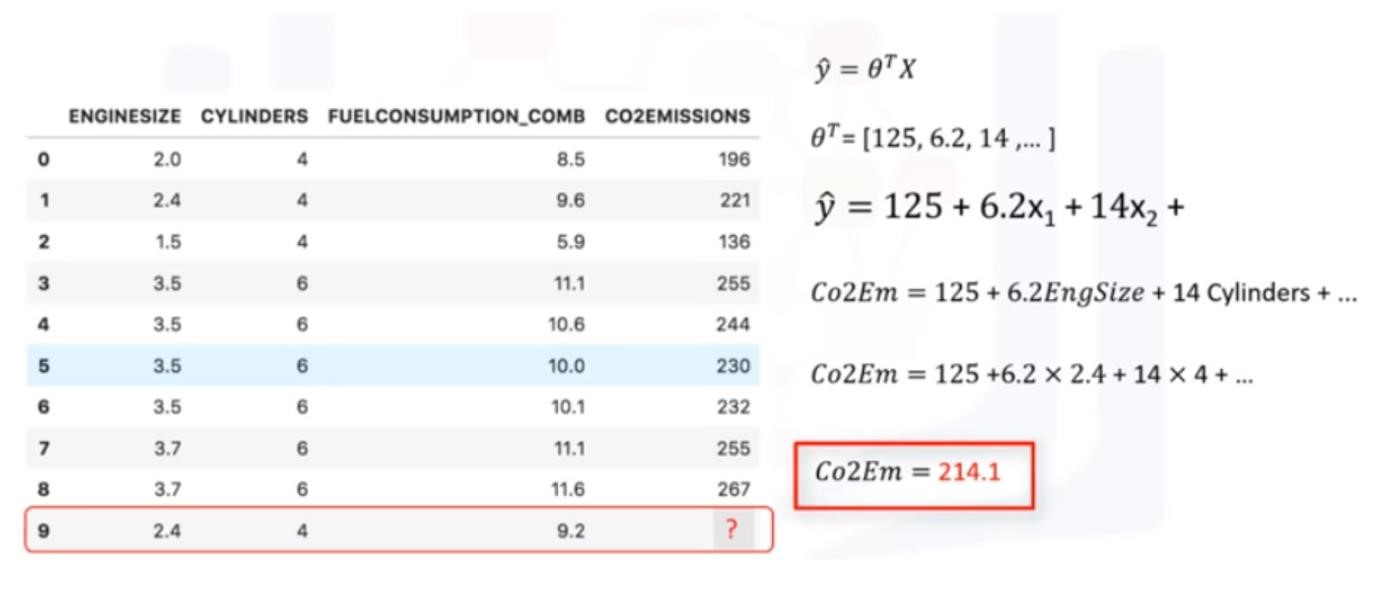 ENGINESIZE CYLINDERS FUELCONSUMPTION_COMB CO2EMISSIONS
0 2.0 4 8.5 196
1 2.4 4 9.6 221
2 1.5 4 5.9 136
3 3.5 6 11.1 255
4 3.5 6 10.6 244
5 3.5 6 10.0 230
6 3.5 6 10.1 232
7 3.7 6 11.1 255
8 3.7 6 11.6 267
9 2.4 4 9.2 ?
ŷ = θᵀX
θᵀ= [125, 6.2, 14 ,... ]
ŷ = 125 + 6.2x₁ + 14x₂ +
Co2Em = 125 + 6.2EngSize + 14 Cylinders + ...
Co2Em = 125 +6.2 × 2.4 + 14 × 4 + ...
Co2Em = 214.1